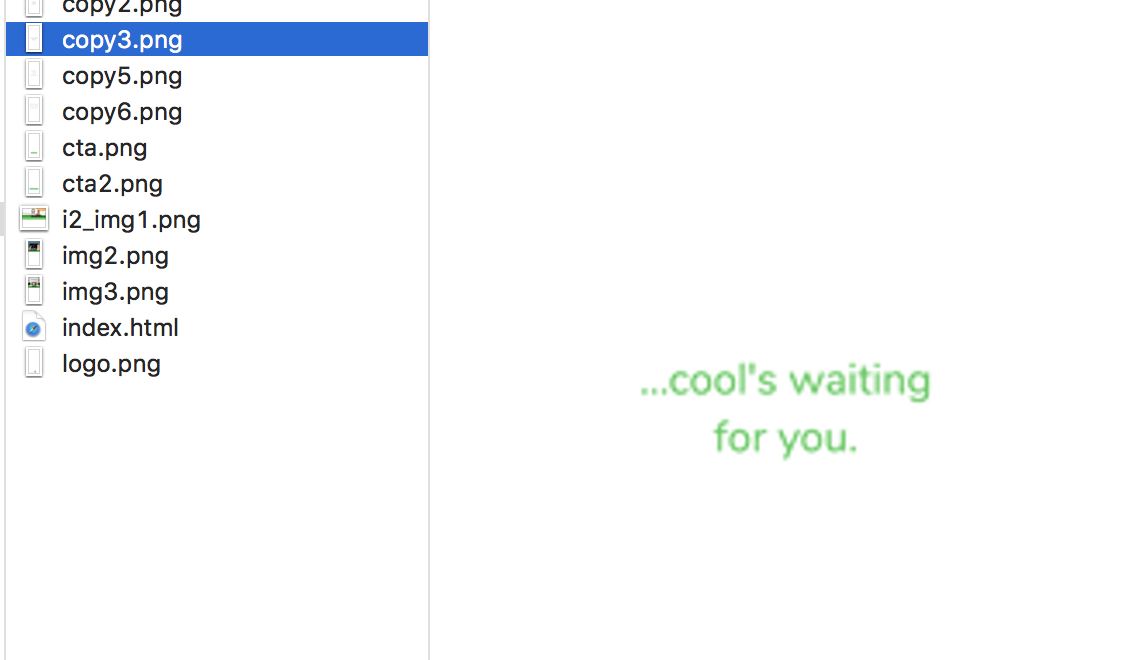 copy2.png
copy3.png
copy5.png
copy6.png
cta.png
cta2.png
i2_img1.png
img2.png
img3.png
index.html
logo.png
...cool's waiting
for you.